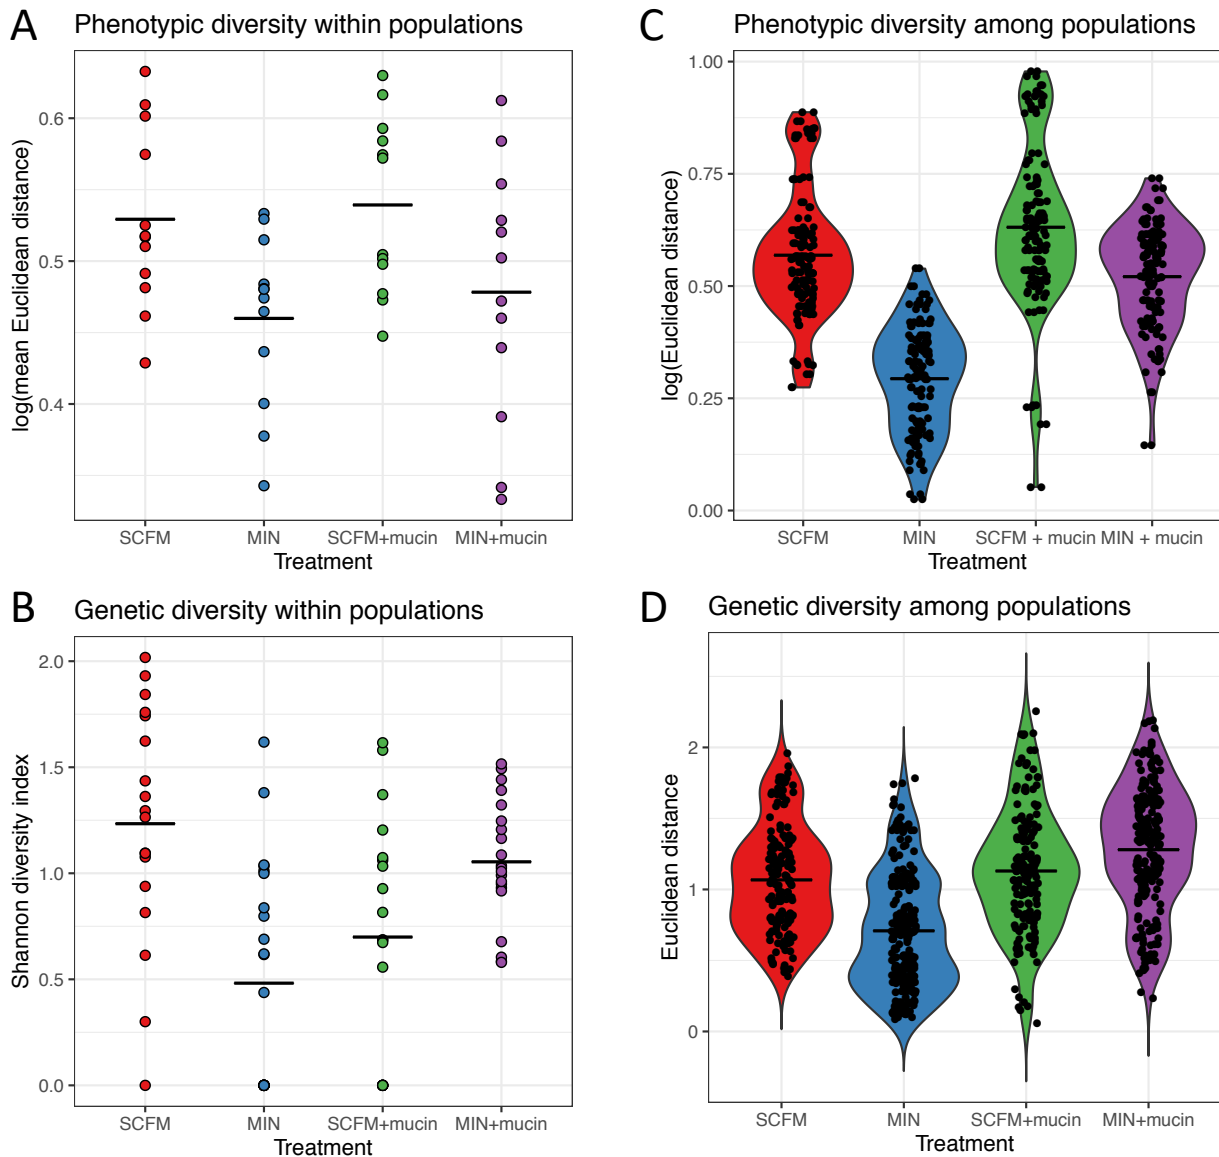 A
Phenotypic diversity within populations
log(mean Euclidean distance)
0.6
0.5
0.4
SCFM MIN SCFM+mucin MIN+mucin
Treatment
C
Phenotypic diversity among populations
log(Euclidean distance)
1.00
0.75
0.50
0.25
0.00
SCFM MIN SCFM + mucin MIN + mucin
Treatment
B
Genetic diversity within populations
Shannon diversity index
2.0
1.5
1.0
0.5
0.0
SCFM MIN SCFM+mucin MIN+mucin
Treatment
D
Genetic diversity among populations
Euclidean distance
2
1
0
SCFM MIN SCFM+mucin MIN+mucin
Treatment